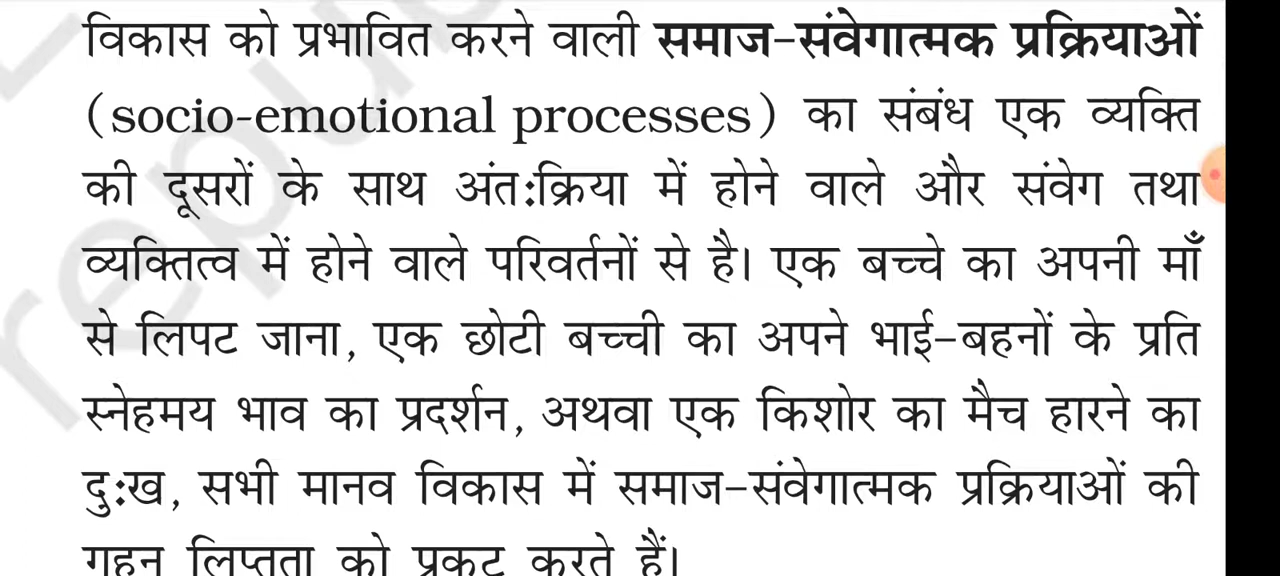 विकास को प्रभावित करने वाली समाज-संवेगात्मक प्रक्रियाओं
(socio-emotional processes) का संबंध एक व्यक्ति
की दूसरों के साथ अंत:क्रिया में होने वाले और संवेग तथा
व्यक्तित्व में होने वाले परिवर्तनों से है। एक बच्चे का अपनी माँ
से लिपट जाना, एक छोटी बच्ची का अपने भाई-बहनों के प्रति
स्नेहमय भाव का प्रदर्शन, अथवा एक किशोर का मैच हारने का
दु:ख, सभी मानव विकास में समाज-संवेगात्मक प्रक्रियाओं की
गहन लिप्तता को प्रकट करते हैं।